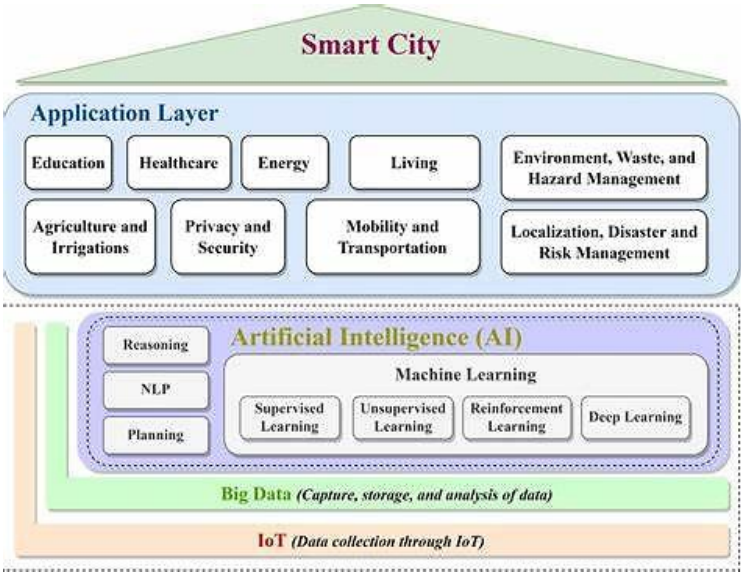 Smart City
Application Layer
Education
Healthcare
Energy
Living
Environment, Waste, and
Hazard Management
Agriculture and
Irrigations
Privacy and
Security
Mobility and
Transportation
Localization, Disaster and
Risk Management
Artificial Intelligence (AI)
Reasoning
NLP
Planning
Machine Learning
Supervised
Learning
Unsupervised
Learning
Reinforcement
Learning
Deep Learning
Big Data (Capture, storage, and analysis of data)
IoT (Data collection through IoT)